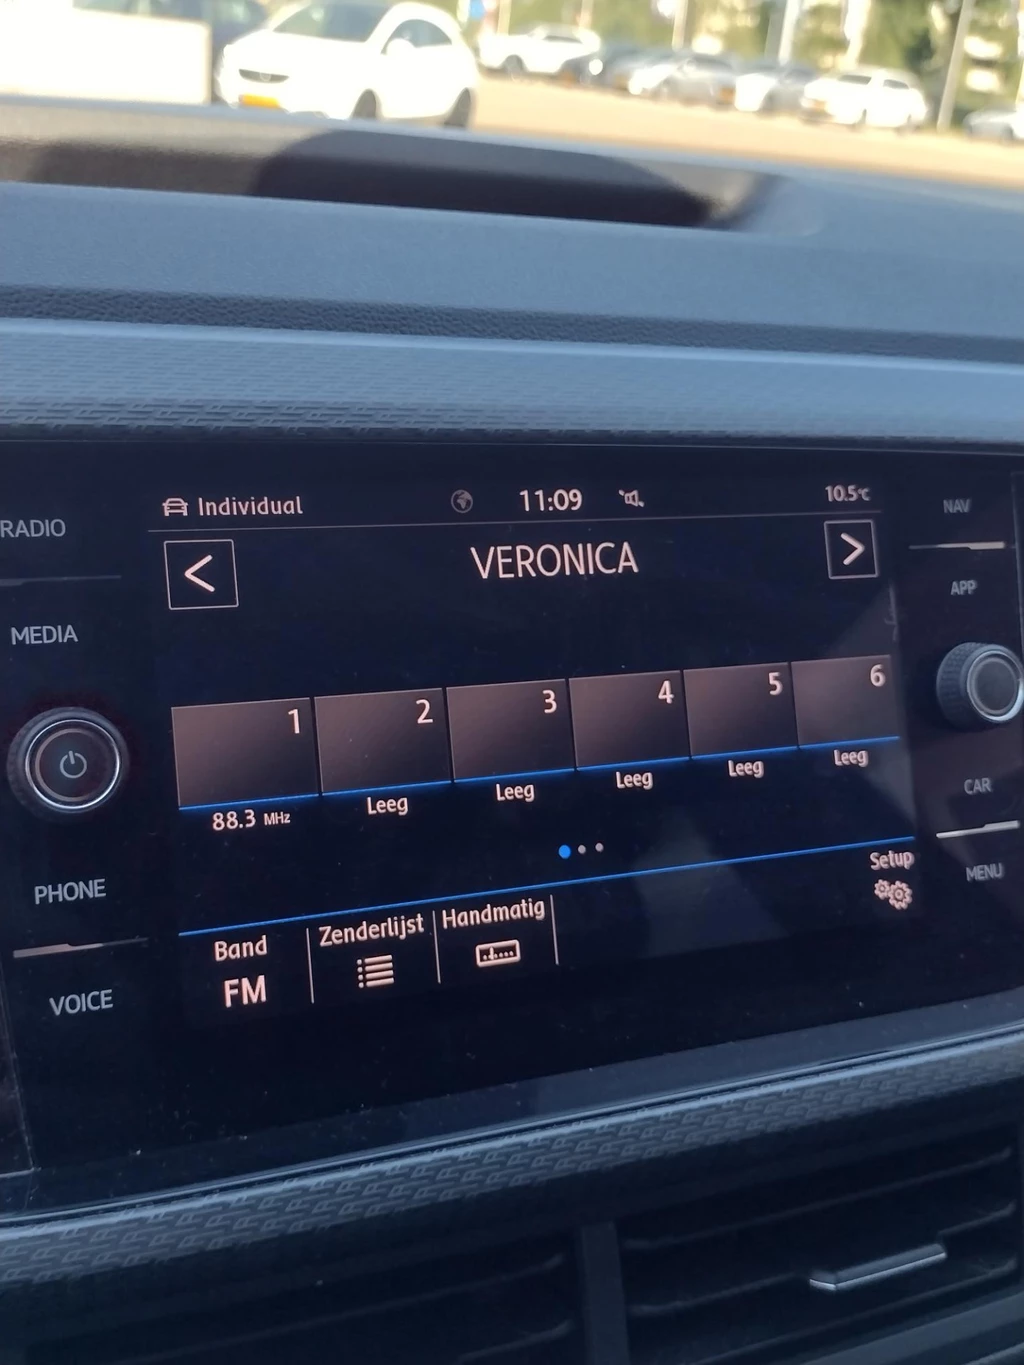 Individual 11:09 10.5°C
RADIO
NAV
VERONICA
APP
MEDIA
1 2 3 4 5 6
88.3 MHz Leeg Leeg Leeg Leeg Leeg
CAR
Setup
MENU
PHONE
Band Zenderlijst Handmatig
FM
VOICE